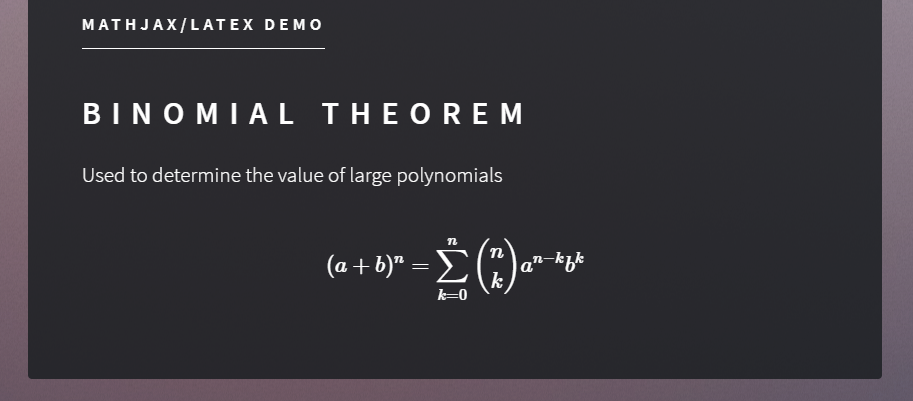 MATHJAX/LATEX DEMO
BINOMIAL THEOREM
Used to determine the value of large polynomials
(a + b)^n = \sum_{k=0}^{n} \binom{n}{k} a^{n-k} b^k